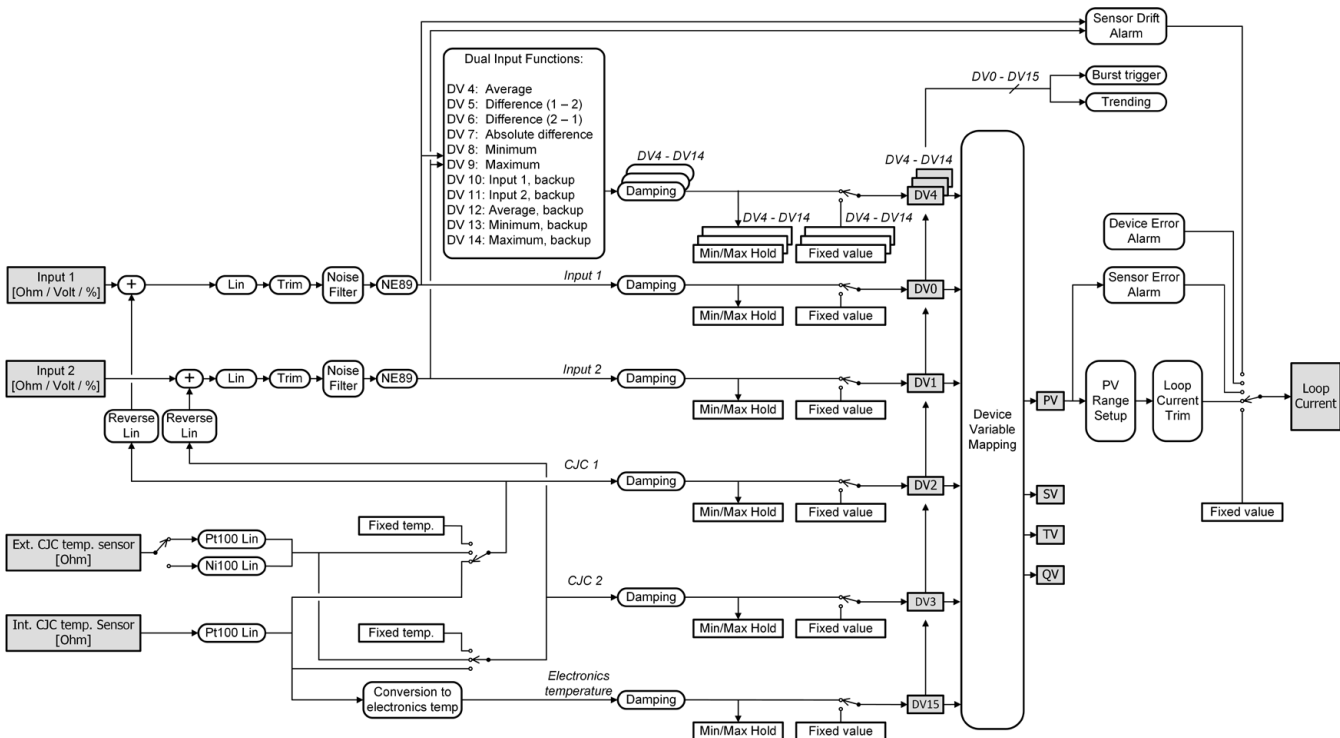 Sensor Drift
Alarm
Dual Input Functions:
DV 4: Average
DV 5: Difference (1 – 2)
DV 6: Difference (2 – 1)
DV 7: Absolute difference
DV 8: Minimum
DV 9: Maximum
DV 10: Input 1, backup
DV 11: Input 2, backup
DV 12: Average, backup
DV 13: Minimum, backup
DV 14: Maximum, backup
DV0 - DV15
Burst trigger
Trending
DV4 - DV14
Damping
DV4 - DV14
Min/Max Hold
DV4 - DV14
Fixed value
DV4 - DV14
DV4
Device Error
Alarm
Input 1
[Ohm / Volt / %]
+
Lin
Trim
Noise
Filter
NE89
Input 1
Damping
Min/Max Hold
Fixed value
DV0
Sensor Error
Alarm
Input 2
[Ohm / Volt / %]
+
Lin
Trim
Noise
Filter
NE89
Input 2
Damping
Min/Max Hold
Fixed value
DV1
Device
Variable
Mapping
PV
PV
Range
Setup
Loop
Current
Trim
Loop
Current
Reverse
Lin
Reverse
Lin
CJC 1
Damping
Min/Max Hold
Fixed value
DV2
SV
TV
QV
Fixed value
Ext. CJC temp. sensor
[Ohm]
Pt100 Lin
Ni100 Lin
Fixed temp.
CJC 2
Damping
Min/Max Hold
Fixed value
DV3
Int. CJC temp. Sensor
[Ohm]
Pt100 Lin
Fixed temp.
Conversion to
electronics temp
Electronics
temperature
Damping
Min/Max Hold
Fixed value
DV15